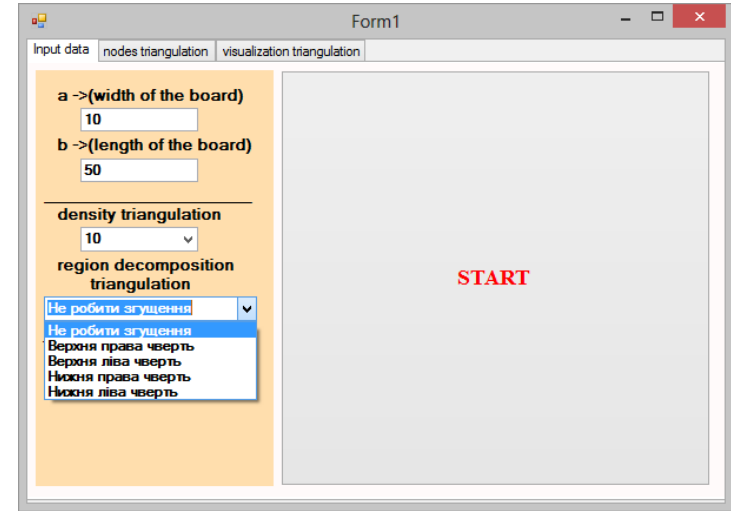 Form1
Input data nodes triangulation visualization triangulation
a ->(width of the board)
10
b ->(length of the board)
50
density triangulation
10
region decomposition
triangulation
Не робити згущення
Не робити згущення
Верхня права чверть
Верхня ліва чверть
Нижня права чверть
Нижня ліва чверть
START